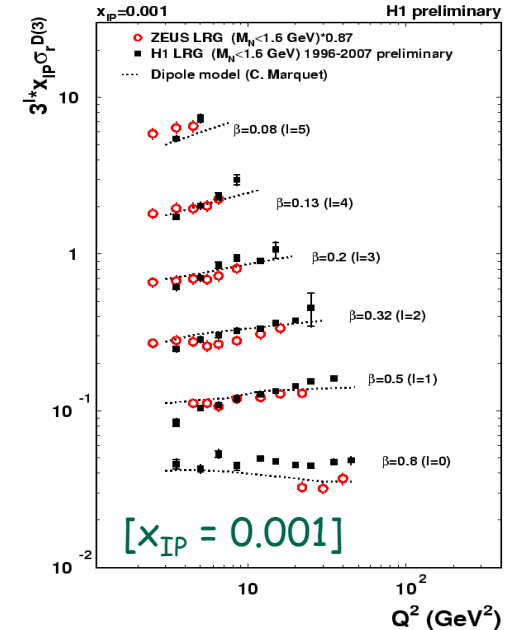 x_IP=0.001 H1 preliminary
3^l*x_IP σ_r^D(3)
ZEUS LRG (M_N<1.6 GeV)*0.87
H1 LRG (M_N<1.6 GeV) 1996-2007 preliminary
Dipole model (C. Marquet)
10
β=0.08 (l=5)
β=0.13 (l=4)
1
β=0.2 (l=3)
β=0.32 (l=2)
10^-1
β=0.5 (l=1)
β=0.8 (l=0)
[x_IP = 0.001]
10^-2
10 10^2
Q^2 (GeV^2)